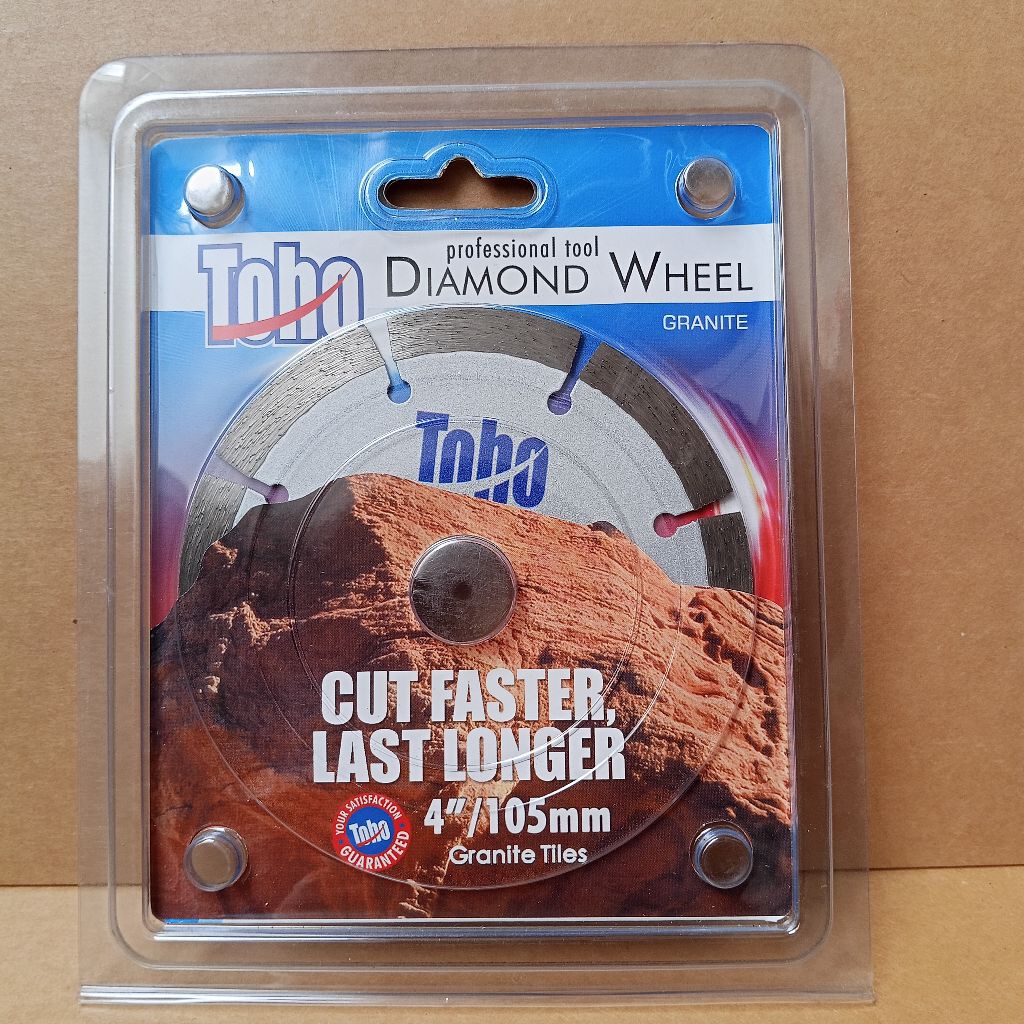 Toho
professional tool
DIAMOND WHEEL
GRANITE
Toho
CUT FASTER,
LAST LONGER
4"/105mm
Granite Tiles
YOUR SATISFACTION
Toho
GUARANTEED